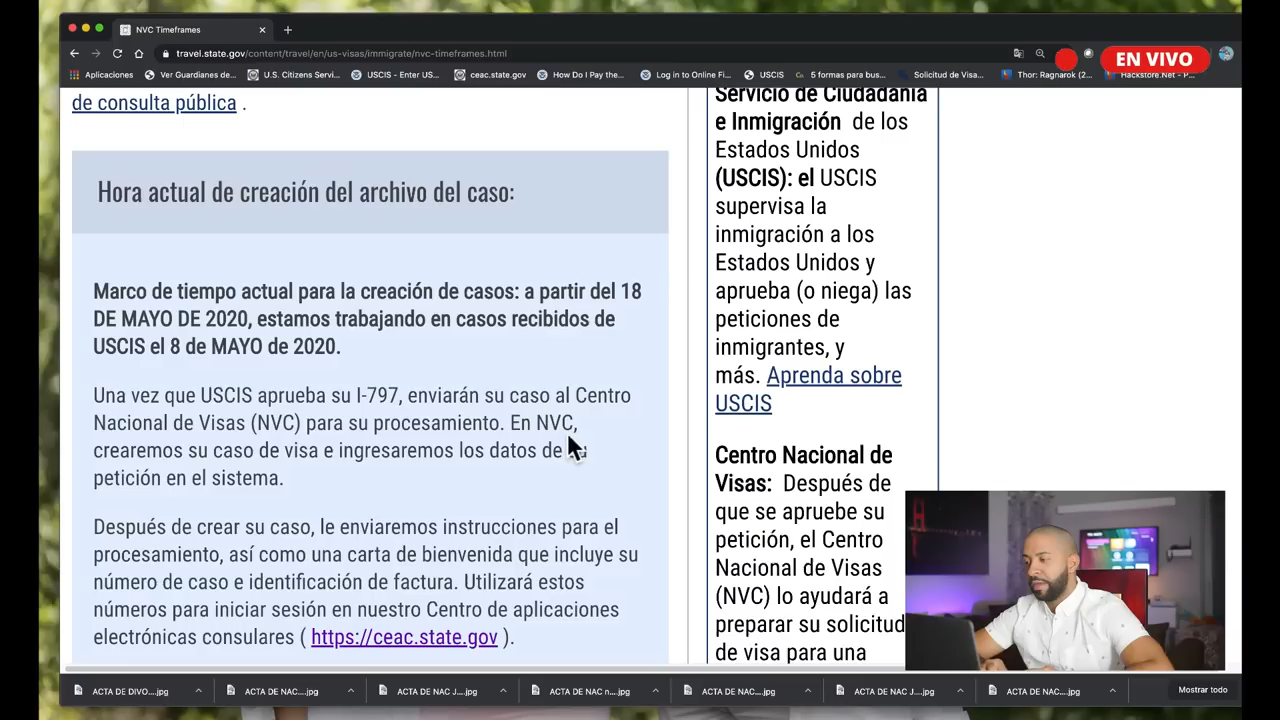 NVC Timeframes
travel.state.gov/content/travel/en/us-visas/immigrate/nvc-timeframes.html
EN VIVO
Aplicaciones
Ver Guardianes de...
U.S. Citizens Servi...
USCIS - Enter US...
ceac.state.gov
How Do I Pay the...
Log in to Online Fi...
USCIS
5 formas para bus...
Solicitud de Visa...
Thor: Ragnarok (2...
Hackstore.Net - P...
de consulta pública .
Hora actual de creación del archivo del caso:
Marco de tiempo actual para la creación de casos: a partir del 18
DE MAYO DE 2020, estamos trabajando en casos recibidos de
USCIS el 8 de MAYO de 2020.
Una vez que USCIS aprueba su I-797, enviarán su caso al Centro
Nacional de Visas (NVC) para su procesamiento. En NVC,
crearemos su caso de visa e ingresaremos los datos de
petición en el sistema.
Después de crear su caso, le enviaremos instrucciones para el
procesamiento, así como una carta de bienvenida que incluye su
número de caso e identificación de factura. Utilizará estos
números para iniciar sesión en nuestro Centro de aplicaciones
electrónicas consulares ( https://ceac.state.gov ).
Servicio de Ciudadanía
e Inmigración de los
Estados Unidos
(USCIS): el USCIS
supervisa la
inmigración a los
Estados Unidos y
aprueba (o niega) las
peticiones de
inmigrantes, y
más. Aprenda sobre
USCIS
Centro Nacional de
Visas: Después de
que se apruebe su
petición, el Centro
Nacional de Visas
(NVC) lo ayudará a
preparar su solicitud
de visa para una
ACTA DE DIVO....jpg
ACTA DE NAC....jpg
ACTA DE NAC J....jpg
ACTA DE NAC n...jpg
ACTA DE NAC....jpg
ACTA DE NAC J....jpg
ACTA DE NAC....jpg
Mostrar todo